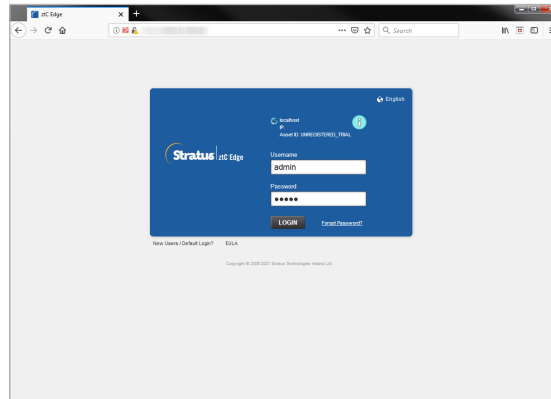 ztC Edge
Search
English
localhost
IP:
Asset ID: UNREGISTERED_TRIAL
Stratus ztC Edge
Username
admin
Password
LOGIN
Forgot Password?
New Users / Default Login?
EULA
Copyright © 2008-2021 Stratus Technologies Ireland Ltd.